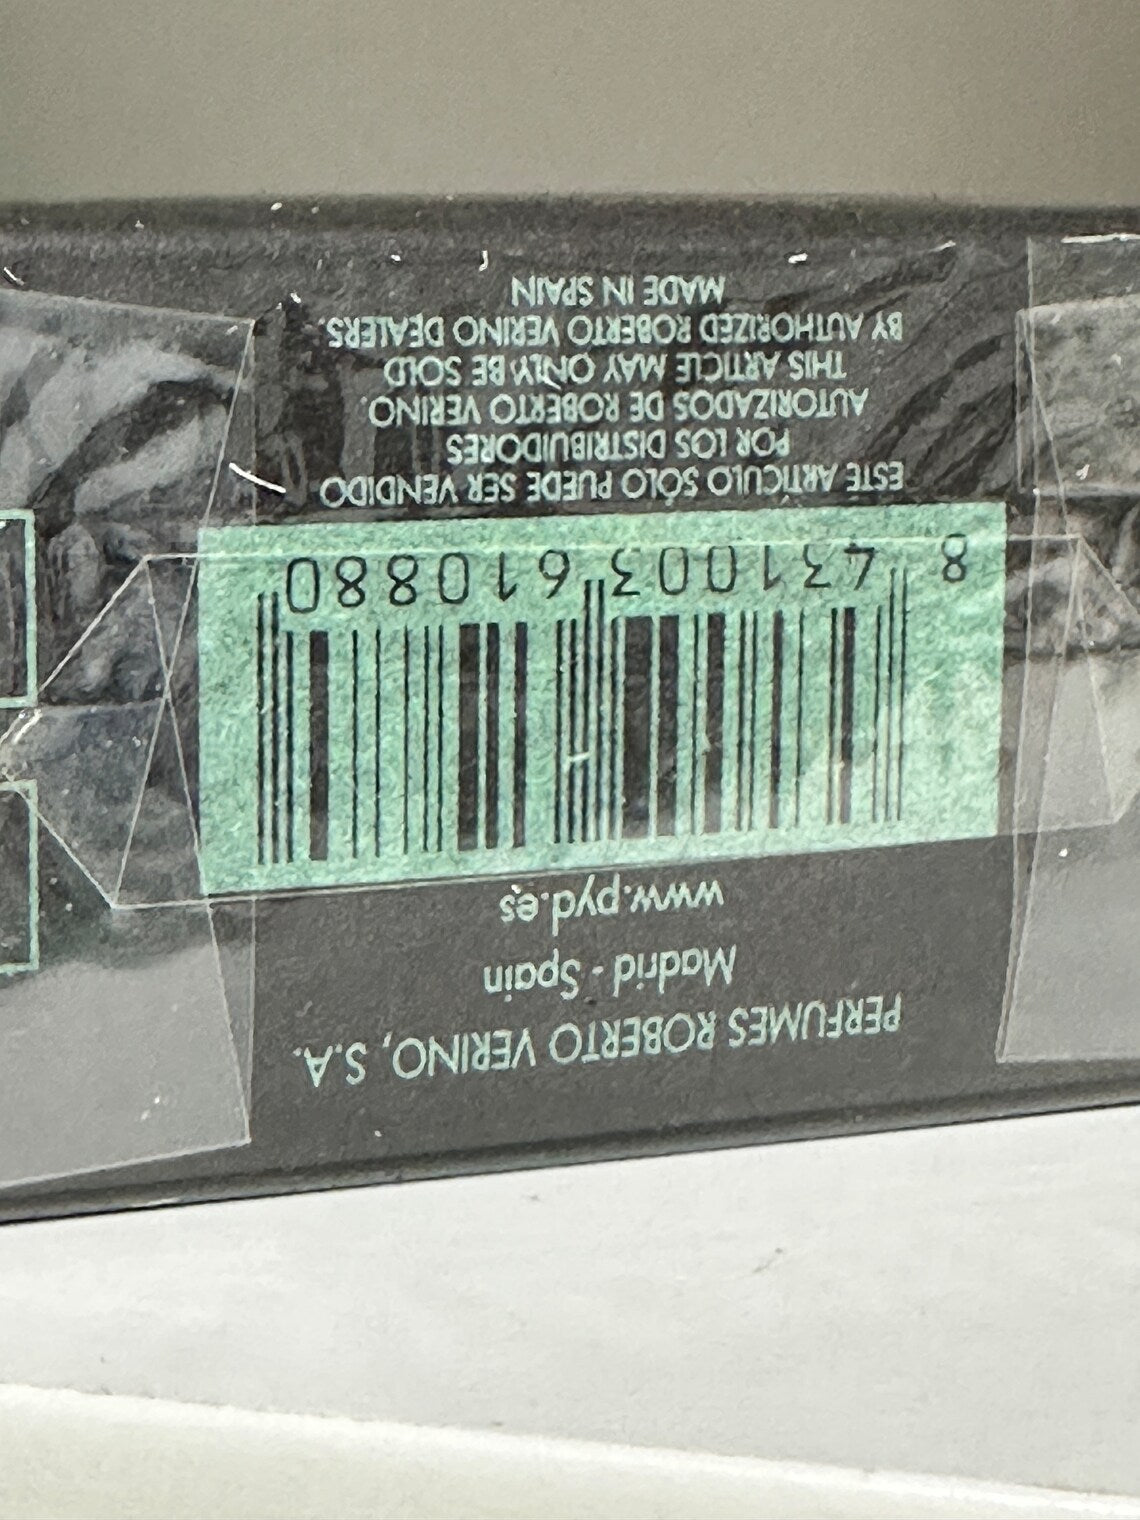 PERFUMES ROBERTO VERINO, S.A.
Madrid - Spain
www.pyd.es
8 431003 610880
ESTE ARTÍCULO SÓLO PUEDE SER VENDIDO
POR LOS DISTRIBUIDORES
AUTORIZADOS DE ROBERTO VERINO.
THIS ARTICLE MAY ONLY BE SOLD
BY AUTHORIZED ROBERTO VERINO DEALERS.
MADE IN SPAIN